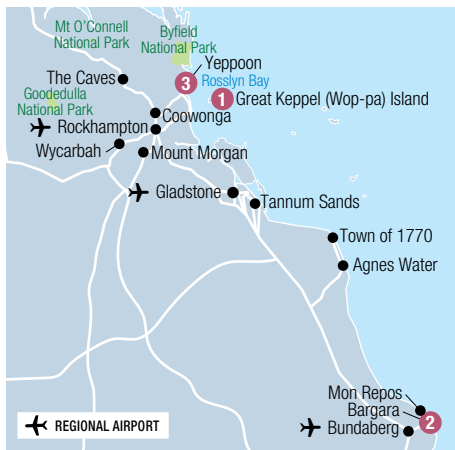 Mt O'Connell
National Park
Byfield
National Park
Yeppoon
3
Rosslyn Bay
The Caves
1
Great Keppel (Wop-pa) Island
Goodedulla
National Park
Coowonga
Rockhampton
Wycarbah
Mount Morgan
Gladstone
Tannum Sands
Town of 1770
Agnes Water
Mon Repos
Bargara
2
Bundaberg
REGIONAL AIRPORT